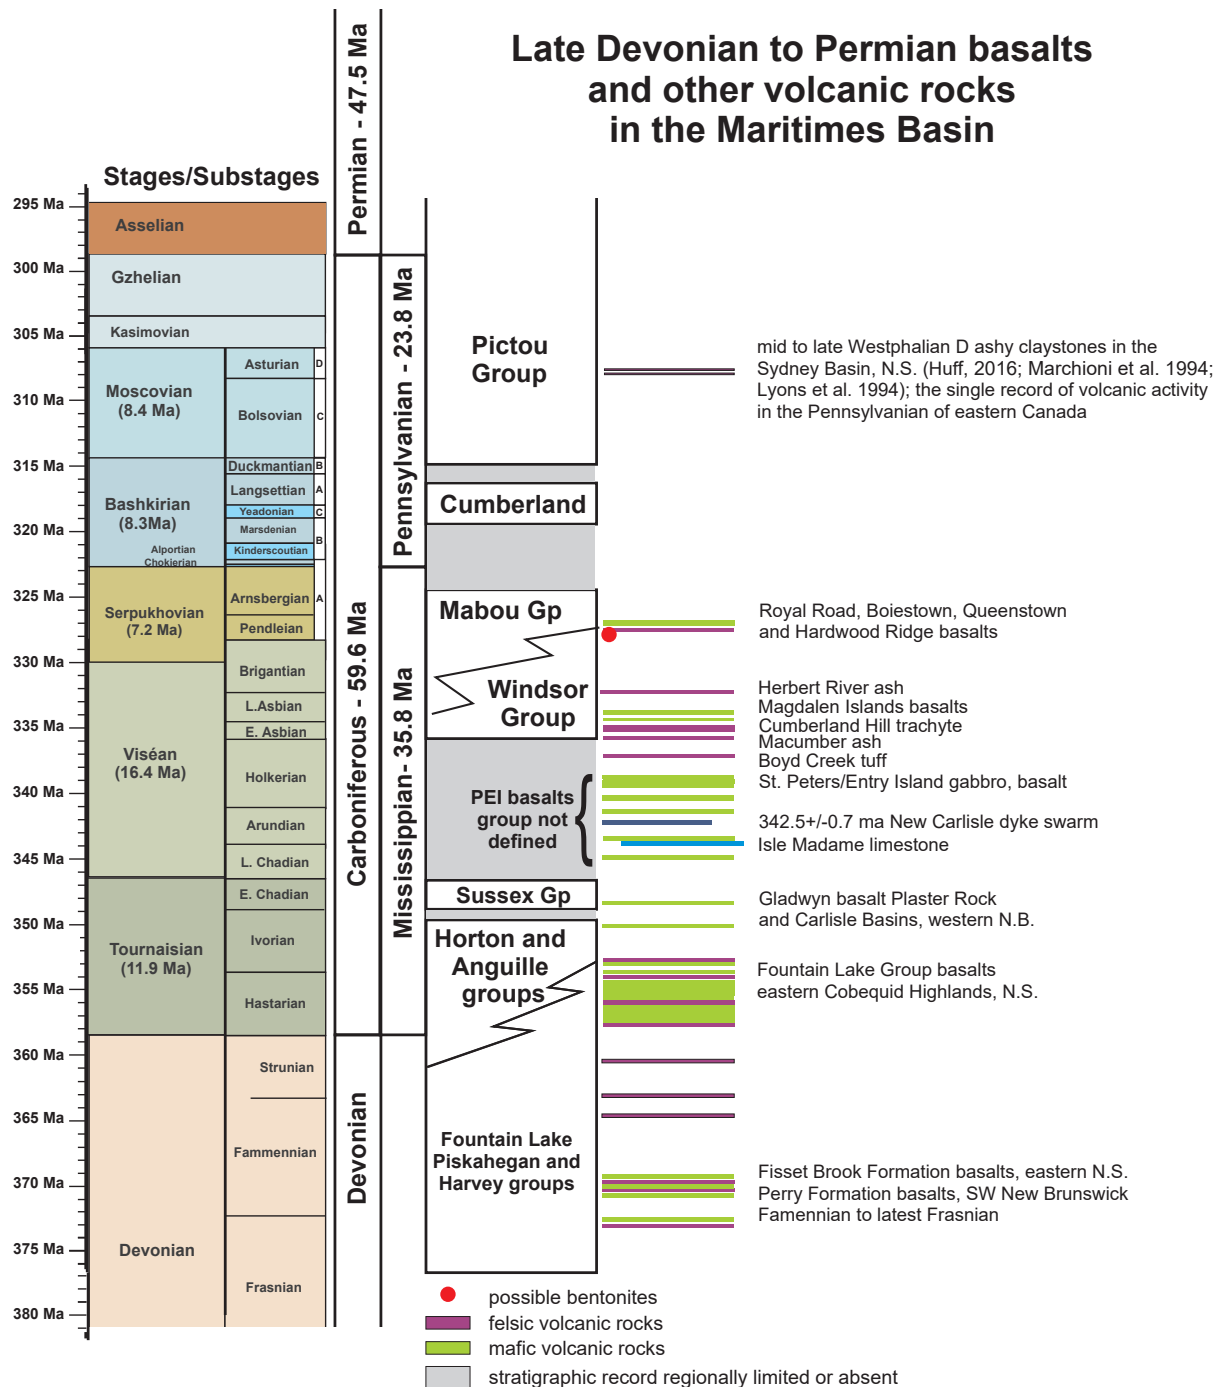 Late Devonian to Permian basalts
and other volcanic rocks
in the Maritimes Basin
Stages/Substages
295 Ma
300 Ma
305 Ma
310 Ma
315 Ma
320 Ma
325 Ma
330 Ma
335 Ma
340 Ma
345 Ma
350 Ma
355 Ma
360 Ma
365 Ma
370 Ma
375 Ma
380 Ma
Asselian
Gzhelian
Kasimovian
Moscovian
(8.4 Ma)
Bashkirian
(8.3Ma)
Alportian
Chokierian
Serpukhovian
(7.2 Ma)
Viséan
(16.4 Ma)
Tournaisian
(11.9 Ma)
Devonian
Asturian
Bolsovian
Duckmantian
Langsettian
Yeadonian
Marsdenian
Kinderscoutian
Arnsbergian
Pendleian
Brigantian
L.Asbian
E. Asbian
Holkerian
Arundian
L. Chadian
E. Chadian
Ivorian
Hastarian
Strunian
Fammennian
Frasnian
D
C
B
A
C
B
A
Permian - 47.5 Ma
Carboniferous - 59.6 Ma
Devonian
Pennsylvanian - 23.8 Ma
Mississippian- 35.8 Ma
Pictou
Group
Cumberland
Mabou Gp
Windsor
Group
PEI basalts
group not
defined
{
Sussex Gp
Horton and
Anguille
groups
Fountain Lake
Piskahegan and
Harvey groups
mid to late Westphalian D ashy claystones in the
Sydney Basin, N.S. (Huff, 2016; Marchioni et al. 1994;
Lyons et al. 1994); the single record of volcanic activity
in the Pennsylvanian of eastern Canada
Royal Road, Boiestown, Queenstown
and Hardwood Ridge basalts
Herbert River ash
Magdalen Islands basalts
Cumberland Hill trachyte
Macumber ash
Boyd Creek tuff
St. Peters/Entry Island gabbro, basalt
342.5+/-0.7 ma New Carlisle dyke swarm
Isle Madame limestone
Gladwyn basalt Plaster Rock
and Carlisle Basins, western N.B.
Fountain Lake Group basalts
eastern Cobequid Highlands, N.S.
Fisset Brook Formation basalts, eastern N.S.
Perry Formation basalts, SW New Brunswick
Famennian to latest Frasnian
possible bentonites
felsic volcanic rocks
mafic volcanic rocks
stratigraphic record regionally limited or absent